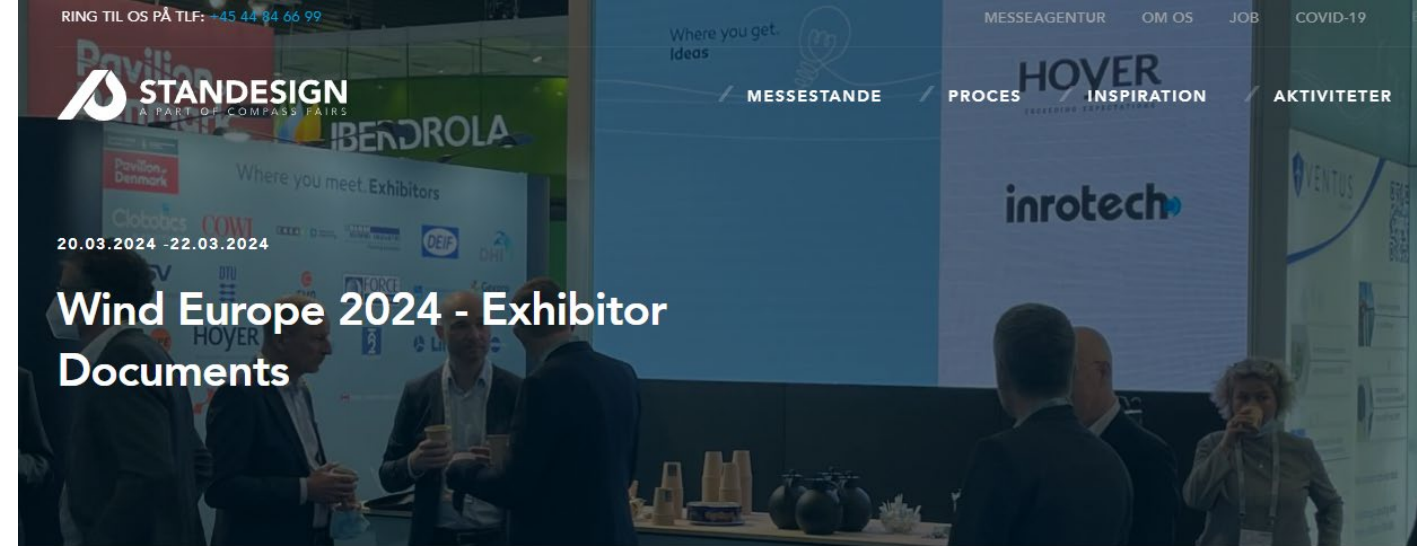 RING TIL OS PÅ TLF: +45 44 84 66 99
MESSEAGENTUR OM OS JOB COVID-19
STANDESIGN
A PART OF COMPASS FAIRS
MESSESTANDE / PROCES / INSPIRATION / AKTIVITETER
Where you get.
Ideas
HOVER
IBERDROLA
Pavilion
Denmark
Where you meet. Exhibitors
inrotech
VENTUS
Clobotics COWI DEIF DHI
20.03.2024 -22.03.2024
DTU
FORCE
Wind Europe 2024 - Exhibitor
Documents
HOYER